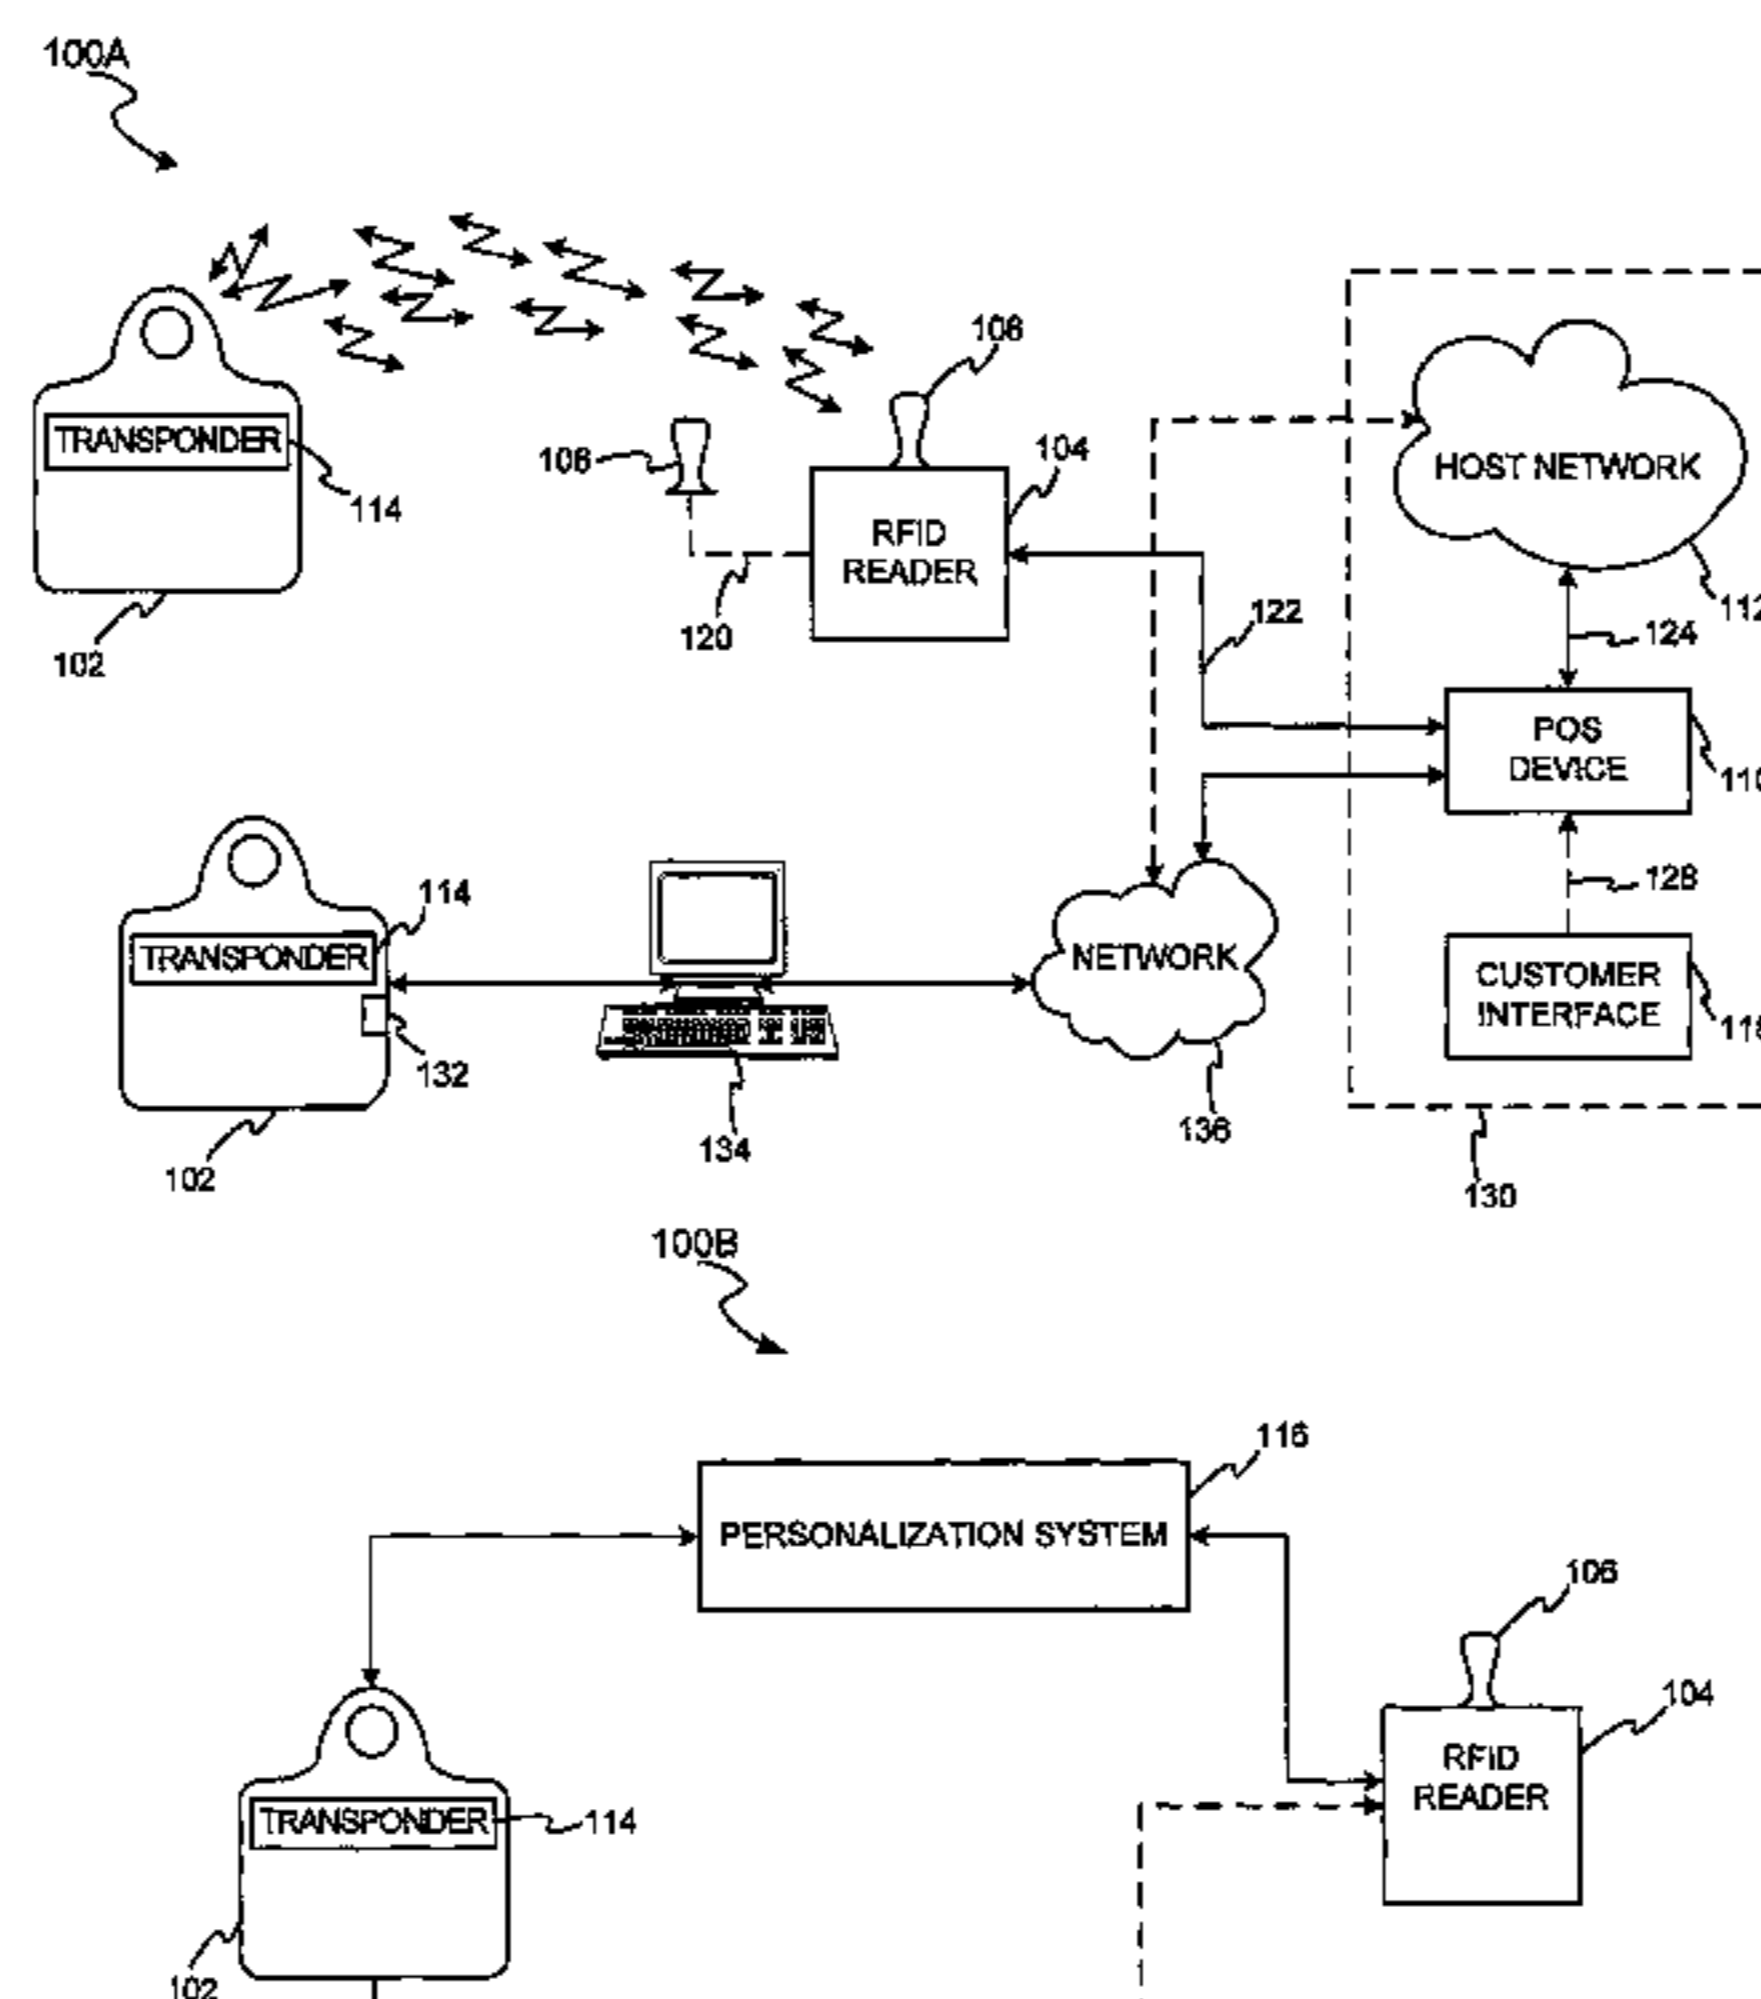 100A
106
TRANSPONDER
114
106
104
RFID
READER
HOST NETWORK
120
122
112
124
102
POS
DEVICE
110
114
128
TRANSPONDER
NETWORK
CUSTOMER
INTERFACE
132
134
136
102
130
100B
116
PERSONALIZATION SYSTEM
106
104
RFID
READER
TRANSPONDER
114
102